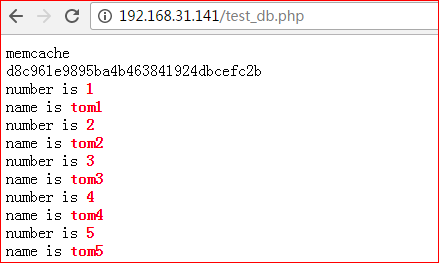 192.168.31.141/test_db.php
memcache
d8c961e9895ba4b463841924dbcefc2b
number is 1
name is tom1
number is 2
name is tom2
number is 3
name is tom3
number is 4
name is tom4
number is 5
name is tom5